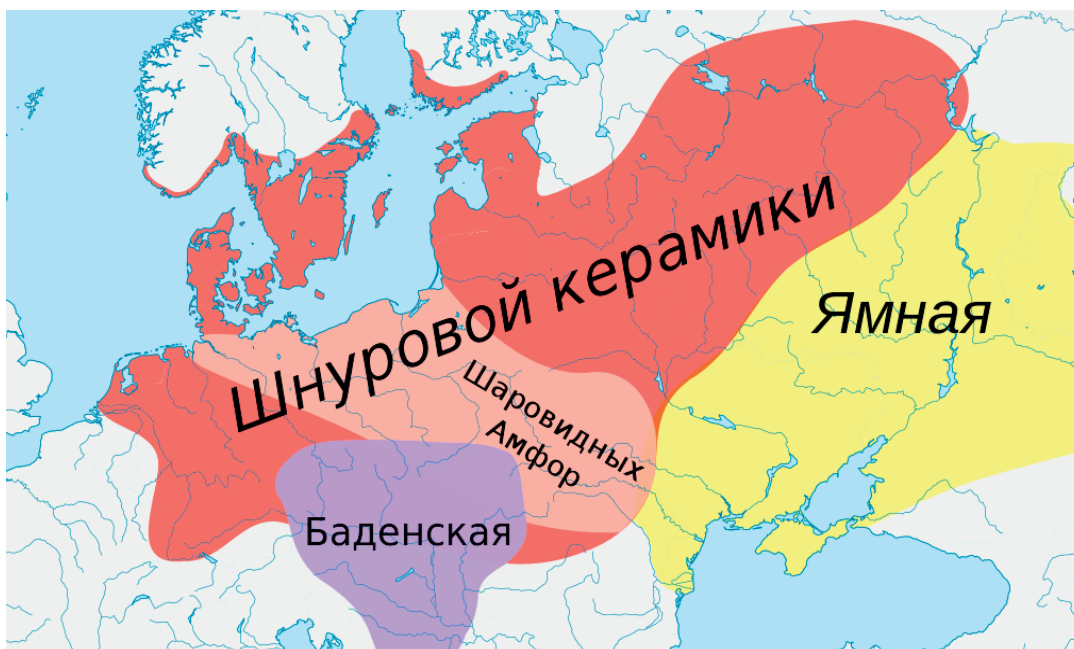 Шнуровой керамики
Ямная
Шаровидных
Амфор
Баденская